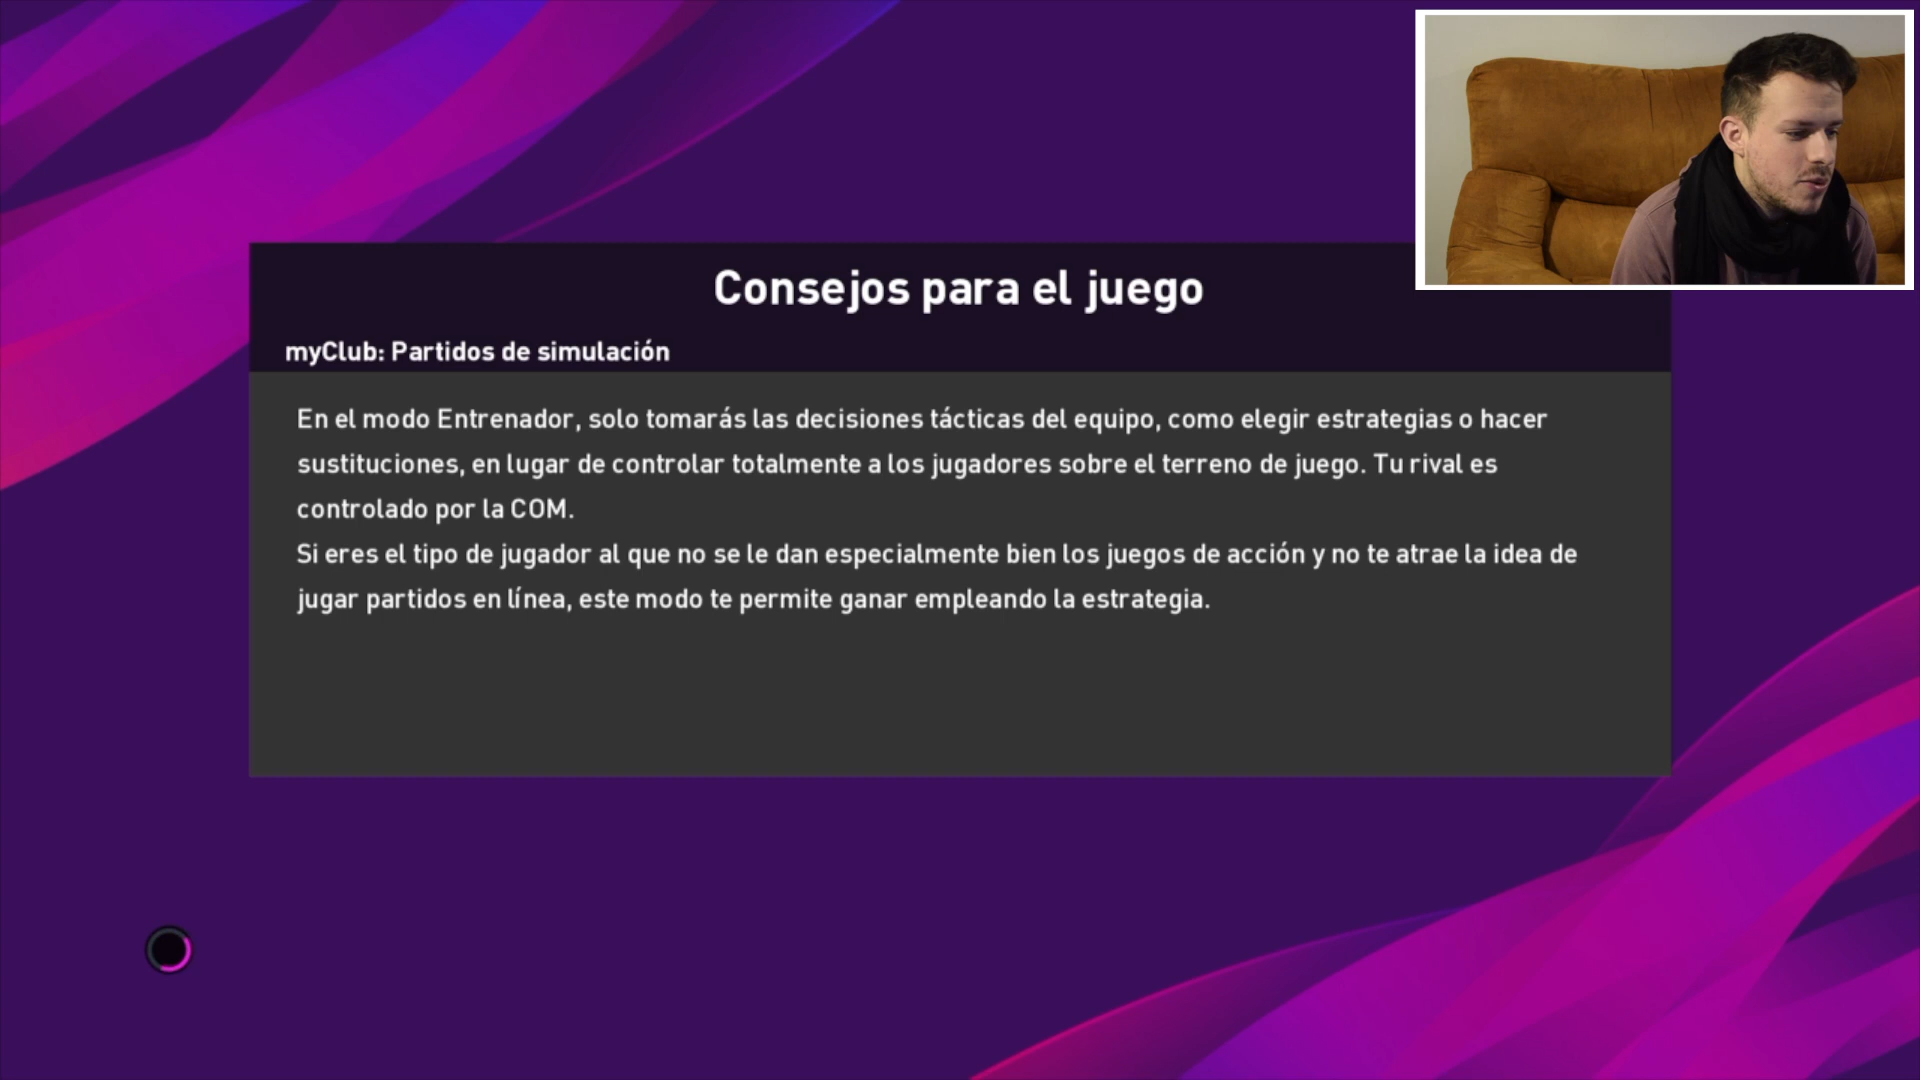 Consejos para el juego
myClub: Partidos de simulación
En el modo Entrenador, solo tomarás las decisiones tácticas del equipo, como elegir estrategias o hacer
sustituciones, en lugar de controlar totalmente a los jugadores sobre el terreno de juego. Tu rival es
controlado por la COM.
Si eres el tipo de jugador al que no se le dan especialmente bien los juegos de acción y no te atrae la idea de
jugar partidos en línea, este modo te permite ganar empleando la estrategia.